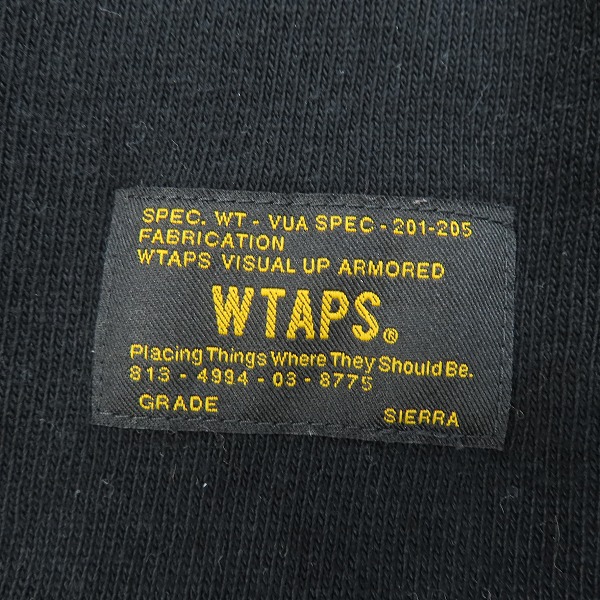 SPEC. WT - VUA SPEC - 201-205
FABRICATION
WTAPS VISUAL UP ARMORED
WTAPS.®
Placing Things Where They Should Be.
813 - 4994 - 03 - 8775
GRADE SIERRA